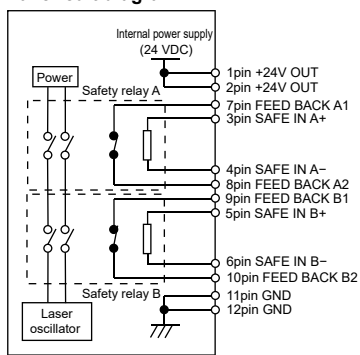 Internal power supply
(24 VDC)
Power
Safety relay A
1pin +24V OUT
2pin +24V OUT
7pin FEED BACK A1
3pin SAFE IN A+
4pin SAFE IN A−
8pin FEED BACK A2
9pin FEED BACK B1
5pin SAFE IN B+
6pin SAFE IN B−
10pin FEED BACK B2
Safety relay B
11pin GND
12pin GND
Laser
oscillator